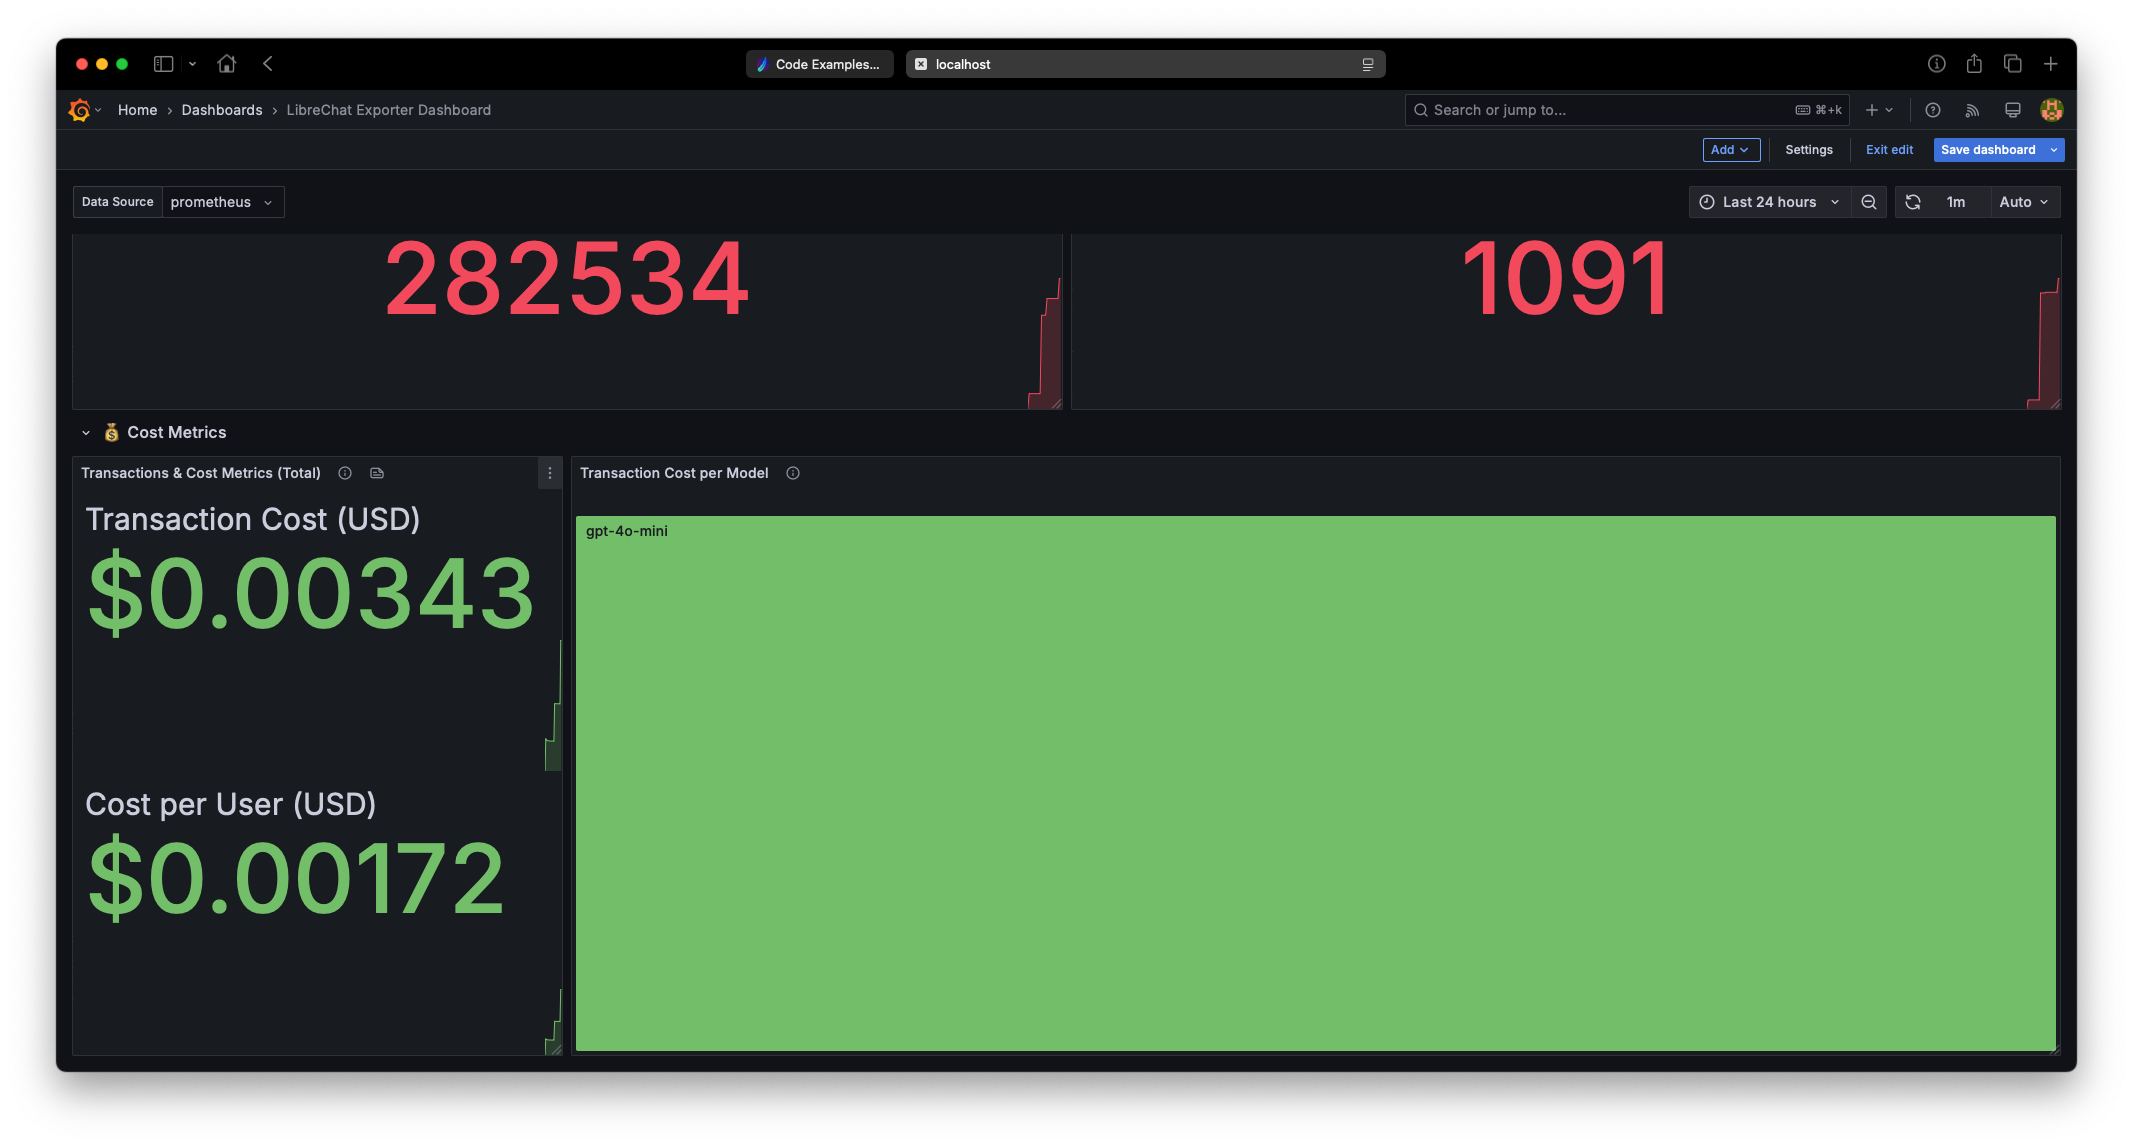 Code Examples...
localhost
Home › Dashboards › LibreChat Exporter Dashboard
Search or jump to...
⌘+k
Add
Settings
Exit edit
Save dashboard
Data Source
prometheus
Last 24 hours
1m
Auto
282534
1091
Cost Metrics
Transactions & Cost Metrics (Total)
Transaction Cost (USD)
$0.00343
Cost per User (USD)
$0.00172
Transaction Cost per Model
gpt-4o-mini